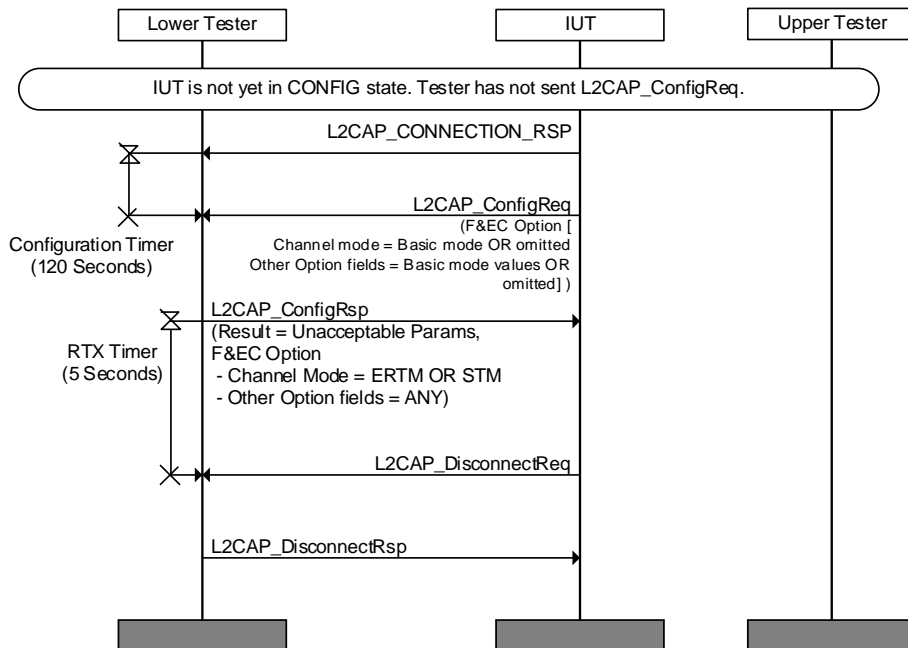 Lower Tester
IUT
Upper Tester
IUT is not yet in CONFIG state. Tester has not sent L2CAP_ConfigReq.
L2CAP_CONNECTION_RSP
L2CAP_ConfigReq
(F&EC Option [
Channel mode = Basic mode OR omitted
Other Option fields = Basic mode values OR
omitted] )
Configuration Timer
(120 Seconds)
L2CAP_ConfigRsp
(Result = Unacceptable Params,
F&EC Option
- Channel Mode = ERTM OR STM
- Other Option fields = ANY)
RTX Timer
(5 Seconds)
L2CAP_DisconnectReq
L2CAP_DisconnectRsp